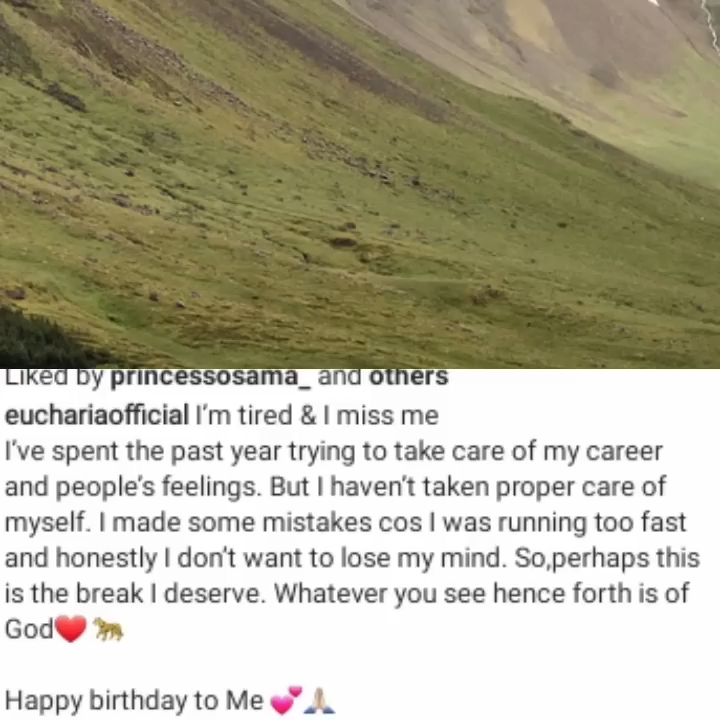 Liked by princessosama_ and others
euchariaofficial I'm tired & I miss me
I've spent the past year trying to take care of my career
and people's feelings. But I haven't taken proper care of
myself. I made some mistakes cos I was running too fast
and honestly I don't want to lose my mind. So,perhaps this
is the break I deserve. Whatever you see hence forth is of
God❤️ 🐆
Happy birthday to Me 💕🙏🏼